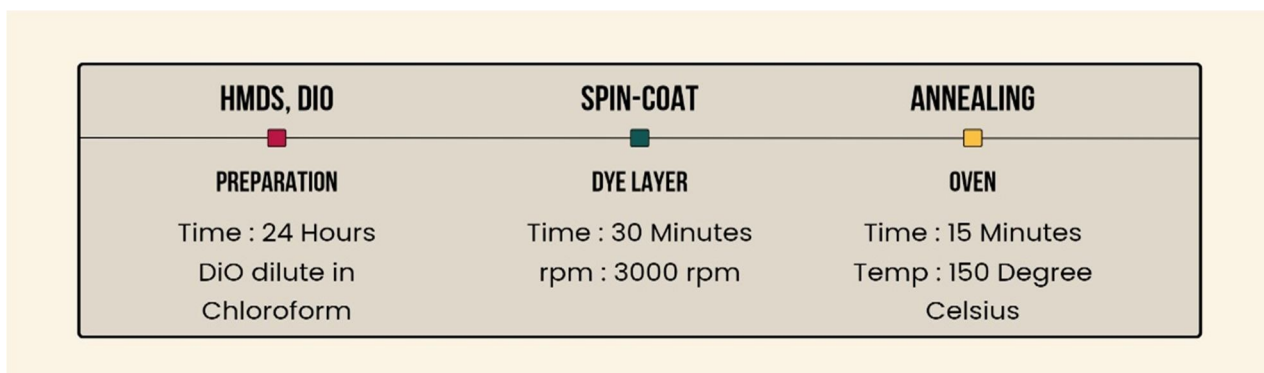 HMDS, DIO
PREPARATION
Time : 24 Hours
DiO dilute in
Chloroform
SPIN-COAT
DYE LAYER
Time : 30 Minutes
rpm : 3000 rpm
ANNEALING
OVEN
Time : 15 Minutes
Temp : 150 Degree
Celsius